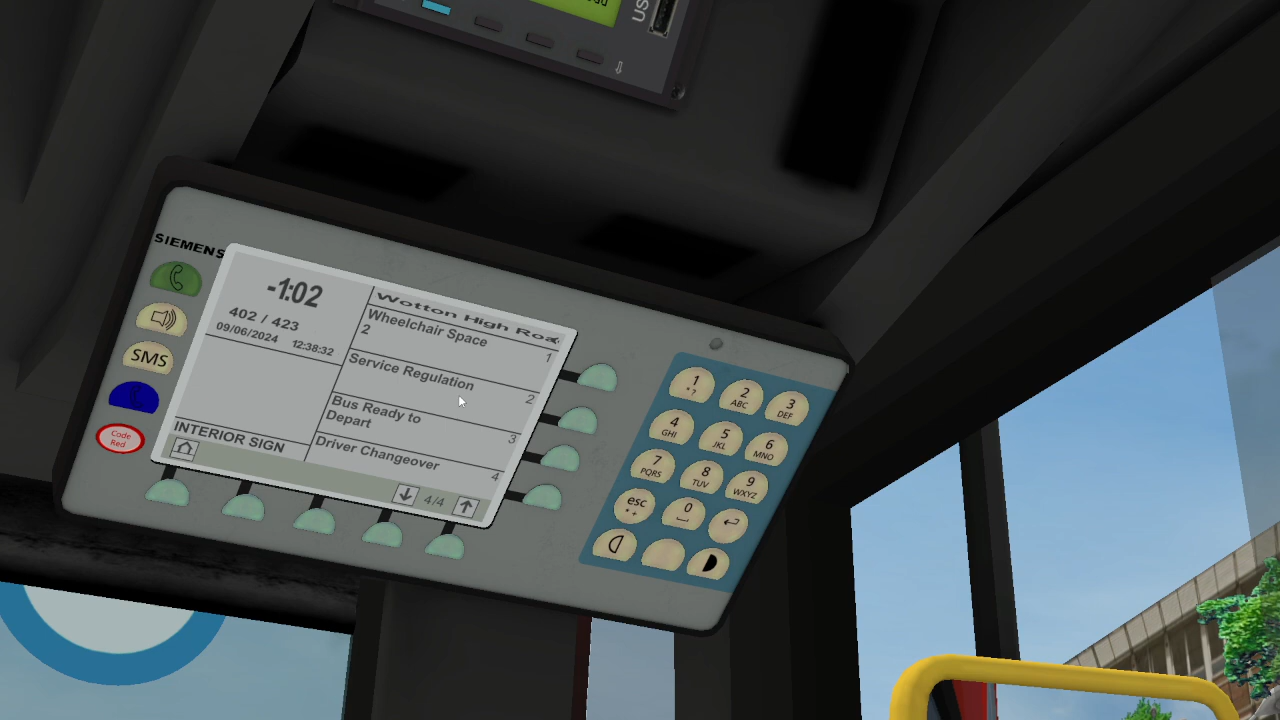 US
SIEMENS
-1:02
402 / 423
09/06/2024 12:38:32
Wotton High Roa
Wheelchair Space
2
1
Service Regulation
2
Bus Ready to
Depart
3
Driver Changeover
4
INTERIOR SIGN
4/4
SMS
Code
Red
1
*?
2
ABC
3
DEF
4
GHI
5
JKL
6
MNO
7
PQRS
8
TUV
9
WXYZ
esc
*+
0